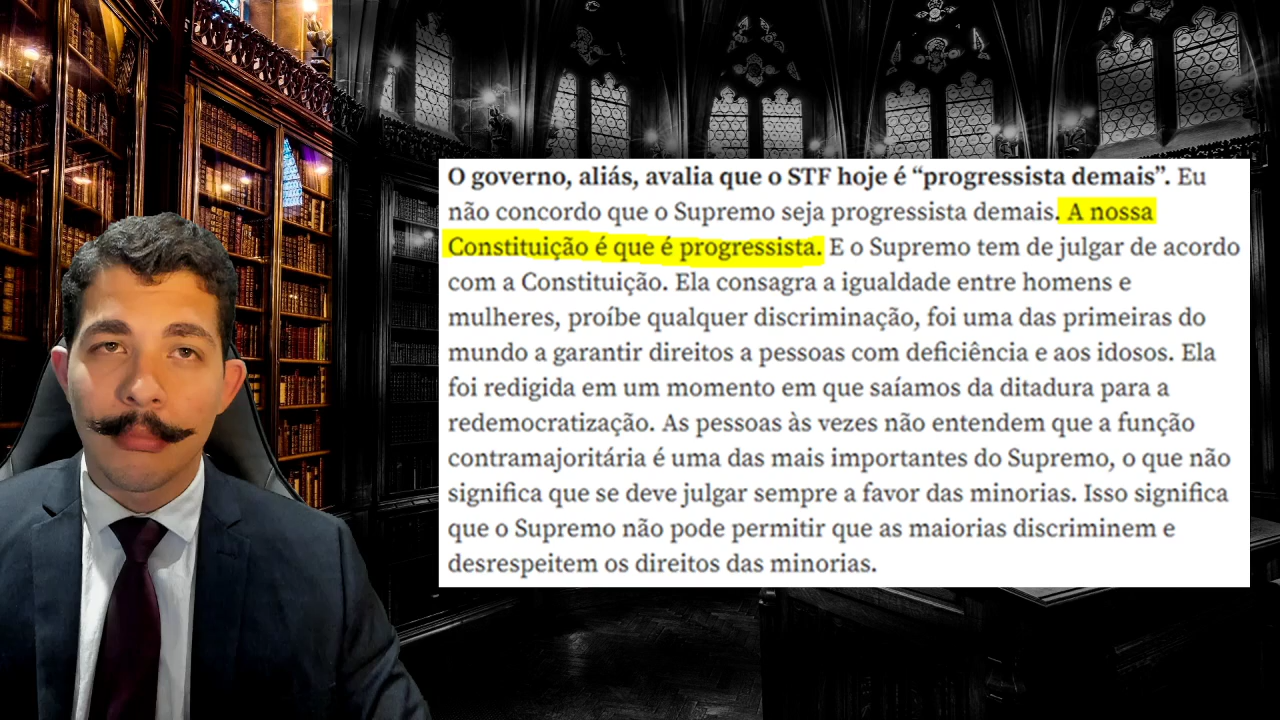 O governo, aliás, avalia que o STF hoje é “progressista demais”. Eu
não concordo que o Supremo seja progressista demais. A nossa
Constituição é que é progressista. E o Supremo tem de julgar de acordo
com a Constituição. Ela consagra a igualdade entre homens e
mulheres, proíbe qualquer discriminação, foi uma das primeiras do
mundo a garantir direitos a pessoas com deficiência e aos idosos. Ela
foi redigida em um momento em que saíamos da ditadura para a
redemocratização. As pessoas às vezes não entendem que a função
contramajoritária é uma das mais importantes do Supremo, o que não
significa que se deve julgar sempre a favor das minorias. Isso significa
que o Supremo não pode permitir que as maiorias discriminem e
desrespeitem os direitos das minorias.